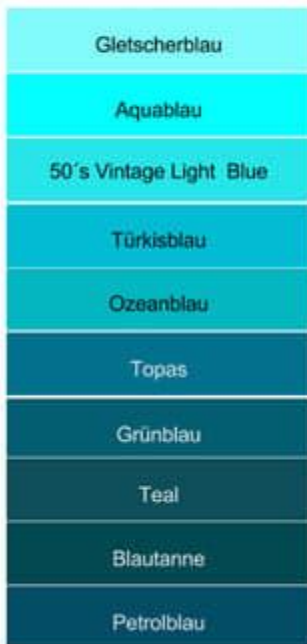 Gletscherblau
Aquablau
50´s Vintage Light Blue
Türkisblau
Ozeanblau
Topas
Grünblau
Teal
Blautanne
Petrolblau